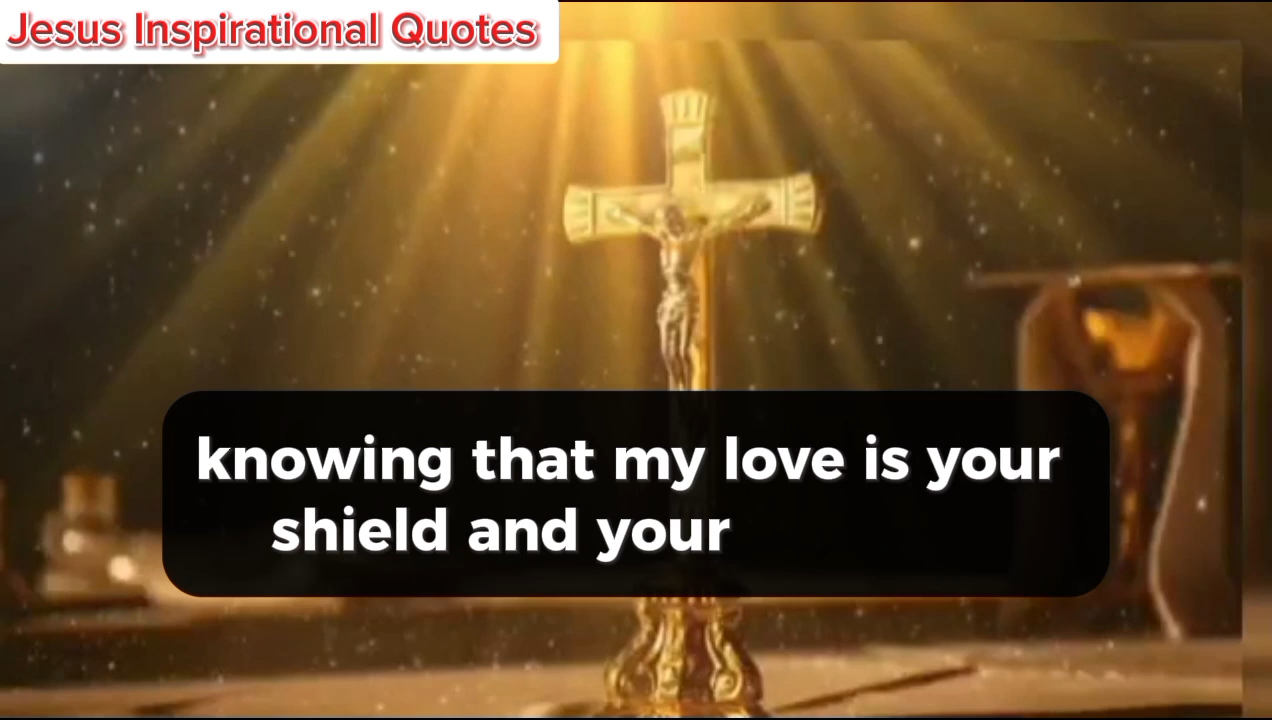 Jesus Inspirational Quotes
knowing that my love is your
shield and your